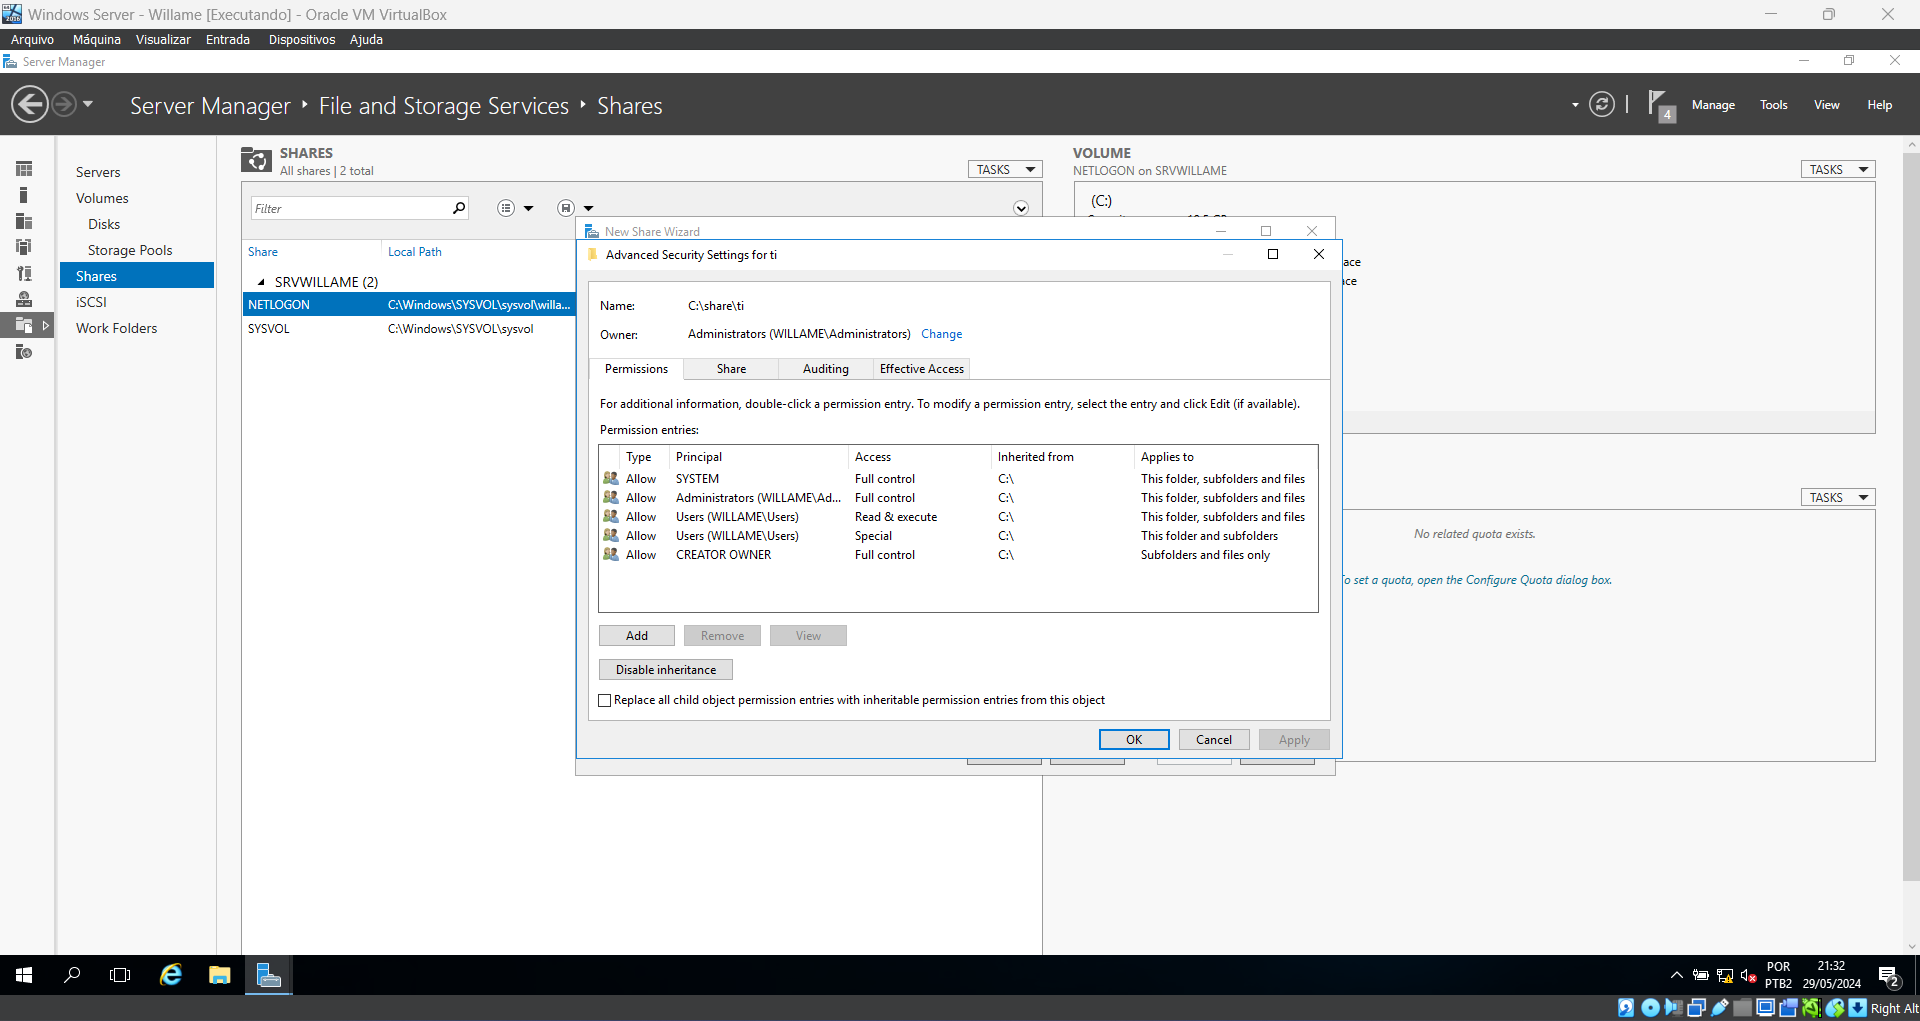 Windows Server - Willame [Executando] - Oracle VM VirtualBox
Arquivo Máquina Visualizar Entrada Dispositivos Ajuda
Server Manager
Server Manager ‣ File and Storage Services ‣ Shares
4
Manage Tools View Help
Servers
Volumes
Disks
Storage Pools
Shares
iSCSI
Work Folders
SHARES
All shares | 2 total
TASKS
Filter
Share Local Path
SRVWILLAME (2)
NETLOGON C:\Windows\SYSVOL\sysvol\willa...
SYSVOL C:\Windows\SYSVOL\sysvol
VOLUME
NETLOGON on SRVWILLAME
TASKS
(C:)
New Share Wizard
Advanced Security Settings for ti
Name: C:\share\ti
Owner: Administrators (WILLAME\Administrators) Change
Permissions Share Auditing Effective Access
For additional information, double-click a permission entry. To modify a permission entry, select the entry and click Edit (if available).
Permission entries:
Type Principal Access Inherited from Applies to
Allow SYSTEM Full control C:\ This folder, subfolders and files
Allow Administrators (WILLAME\Ad... Full control C:\ This folder, subfolders and files
Allow Users (WILLAME\Users) Read & execute C:\ This folder, subfolders and files
Allow Users (WILLAME\Users) Special C:\ This folder and subfolders
Allow CREATOR OWNER Full control C:\ Subfolders and files only
Add Remove View
Disable inheritance
Replace all child object permission entries with inheritable permission entries from this object
OK Cancel Apply
TASKS
No related quota exists.
To set a quota, open the Configure Quota dialog box.
POR
PTB2
21:32
29/05/2024
2
Right Alt